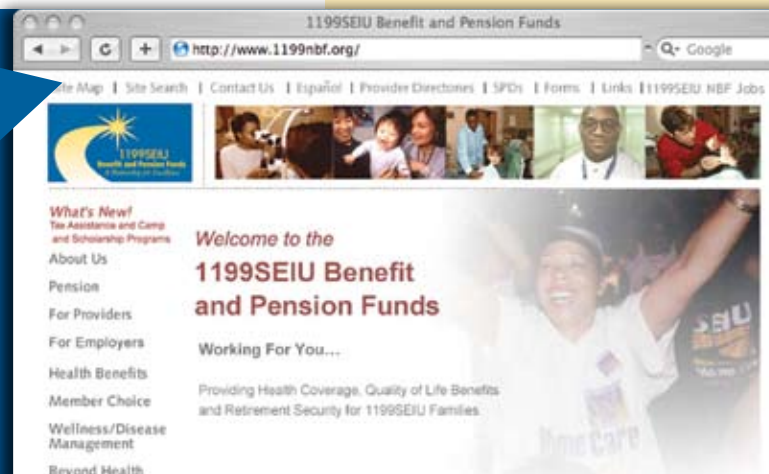 1199SEIU Benefit and Pension Funds
http://www.1199nbf.org/
Google
Map | Site Search | Contact Us | Español | Provider Directories | SPDs | Forms | Links | 1199SEIU NBF Jobs
1199SEIU
Benefit and Pension Funds
What's New!
Tax Assistance and Camp
and Scholarship Programs
About Us
Pension
For Providers
For Employers
Health Benefits
Member Choice
Wellness/Disease
Management
Beyond Health
Welcome to the
1199SEIU Benefit
and Pension Funds
Working For You...
Providing Health Coverage, Quality of Life Benefits
and Retirement Security for 1199SEIU Families
SEIU
Home Care